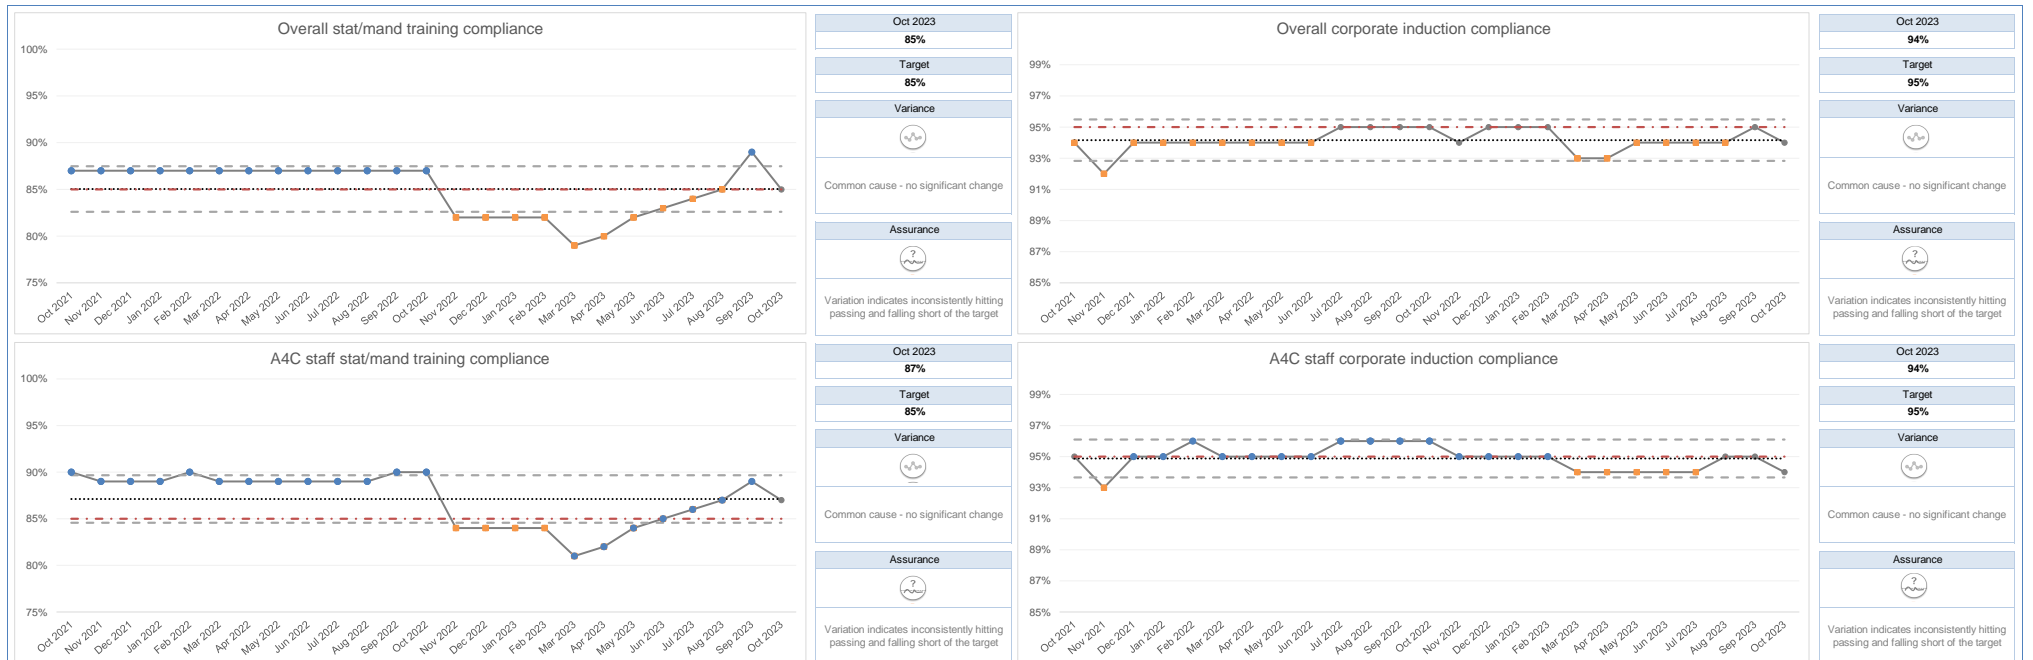 Overall stat/mand training compliance
100%
95%
90%
85%
80%
75%
Oct 2021
Nov 2021
Dec 2021
Jan 2022
Feb 2022
Mar 2022
Apr 2022
May 2022
Jun 2022
Jul 2022
Aug 2022
Sep 2022
Oct 2022
Nov 2022
Dec 2022
Jan 2023
Feb 2023
Mar 2023
Apr 2023
May 2023
Jun 2023
Jul 2023
Aug 2023
Sep 2023
Oct 2023
Oct 2023
85%
Target
85%
Variance
Common cause - no significant change
Assurance
?
Variation indicates inconsistently hitting
passing and falling short of the target
Overall corporate induction compliance
99%
97%
95%
93%
91%
89%
87%
85%
Oct 2021
Nov 2021
Dec 2021
Jan 2022
Feb 2022
Mar 2022
Apr 2022
May 2022
Jun 2022
Jul 2022
Aug 2022
Sep 2022
Oct 2022
Nov 2022
Dec 2022
Jan 2023
Feb 2023
Mar 2023
Apr 2023
May 2023
Jun 2023
Jul 2023
Aug 2023
Sep 2023
Oct 2023
Oct 2023
94%
Target
95%
Variance
Common cause - no significant change
Assurance
?
Variation indicates inconsistently hitting
passing and falling short of the target
A4C staff stat/mand training compliance
100%
95%
90%
85%
80%
75%
Oct 2021
Nov 2021
Dec 2021
Jan 2022
Feb 2022
Mar 2022
Apr 2022
May 2022
Jun 2022
Jul 2022
Aug 2022
Sep 2022
Oct 2022
Nov 2022
Dec 2022
Jan 2023
Feb 2023
Mar 2023
Apr 2023
May 2023
Jun 2023
Jul 2023
Aug 2023
Sep 2023
Oct 2023
Oct 2023
87%
Target
85%
Variance
Common cause - no significant change
Assurance
?
Variation indicates inconsistently hitting
passing and falling short of the target
A4C staff corporate induction compliance
99%
97%
95%
93%
91%
89%
87%
85%
Oct 2021
Nov 2021
Dec 2021
Jan 2022
Feb 2022
Mar 2022
Apr 2022
May 2022
Jun 2022
Jul 2022
Aug 2022
Sep 2022
Oct 2022
Nov 2022
Dec 2022
Jan 2023
Feb 2023
Mar 2023
Apr 2023
May 2023
Jun 2023
Jul 2023
Aug 2023
Sep 2023
Oct 2023
Oct 2023
94%
Target
95%
Variance
Common cause - no significant change
Assurance
?
Variation indicates inconsistently hitting
passing and falling short of the target